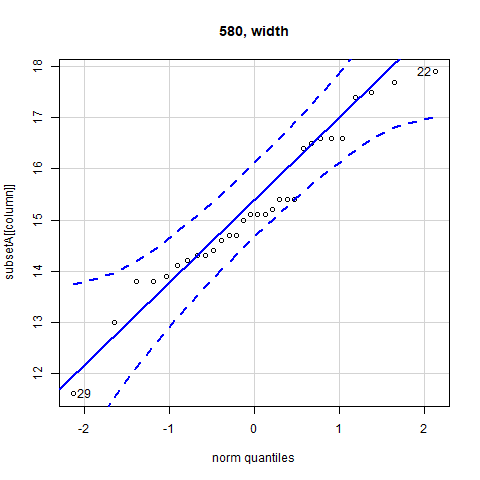 580, width
subsetA[[column]]
18
17
16
15
14
13
12
22
29
-2 -1 0 1 2
norm quantiles